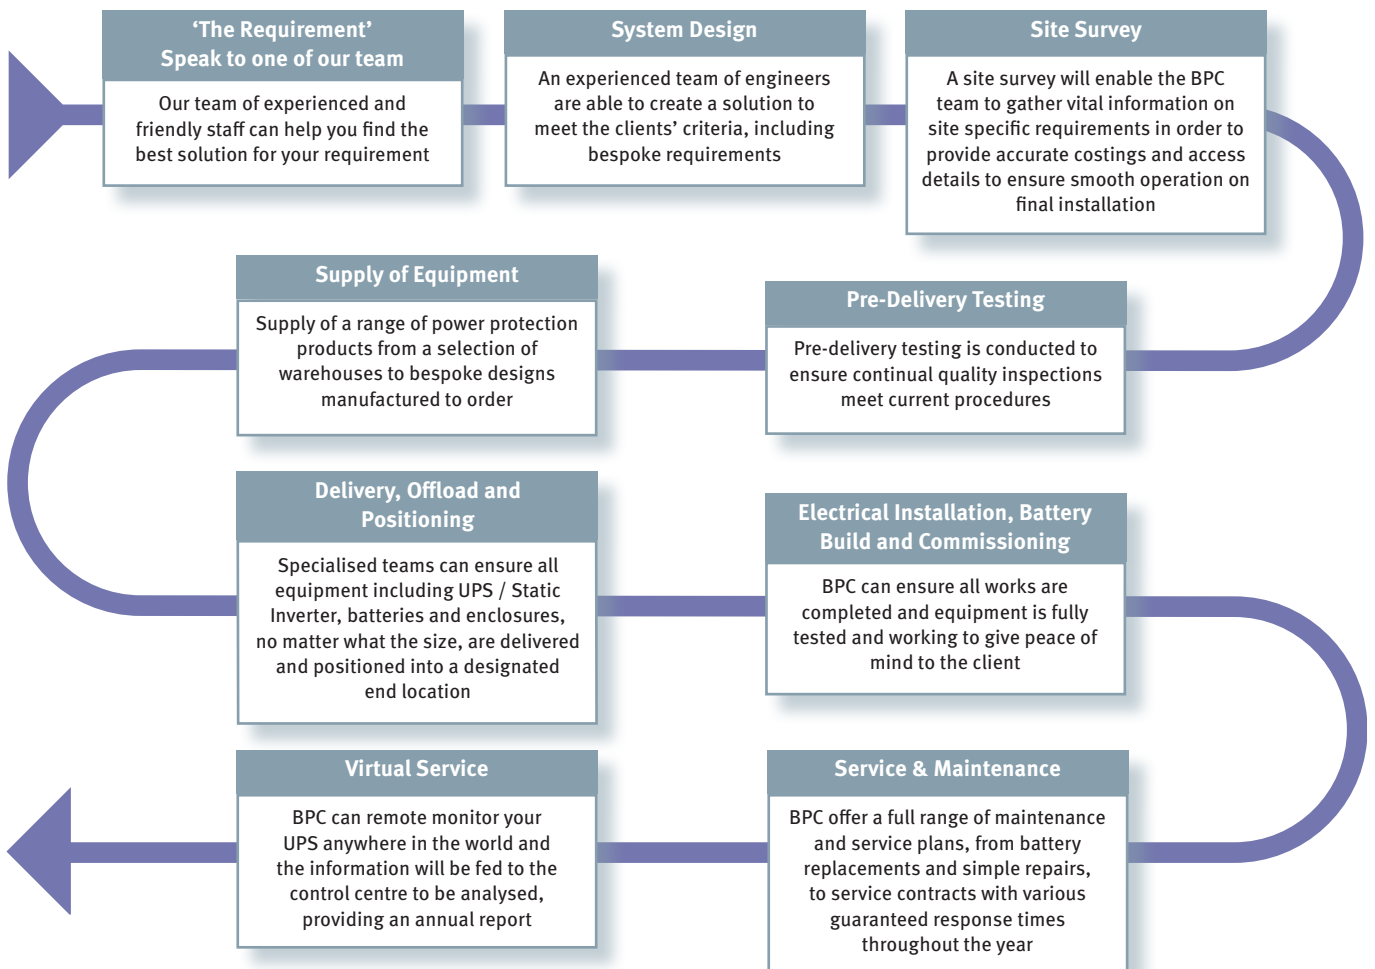 ‘The Requirement’
Speak to one of our team
Our team of experienced and
friendly staff can help you find the
best solution for your requirement
System Design
An experienced team of engineers
are able to create a solution to
meet the clients’ criteria, including
bespoke requirements
Site Survey
A site survey will enable the BPC
team to gather vital information on
site specific requirements in order to
provide accurate costings and access
details to ensure smooth operation on
final installation
Pre-Delivery Testing
Pre-delivery testing is conducted to
ensure continual quality inspections
meet current procedures
Supply of Equipment
Supply of a range of power protection
products from a selection of
warehouses to bespoke designs
manufactured to order
Delivery, Offload and
Positioning
Specialised teams can ensure all
equipment including UPS / Static
Inverter, batteries and enclosures,
no matter what the size, are delivered
and positioned into a designated
end location
Electrical Installation, Battery
Build and Commissioning
BPC can ensure all works are
completed and equipment is fully
tested and working to give peace of
mind to the client
Service & Maintenance
BPC offer a full range of maintenance
and service plans, from battery
replacements and simple repairs,
to service contracts with various
guaranteed response times
throughout the year
Virtual Service
BPC can remote monitor your
UPS anywhere in the world and
the information will be fed to the
control centre to be analysed,
providing an annual report